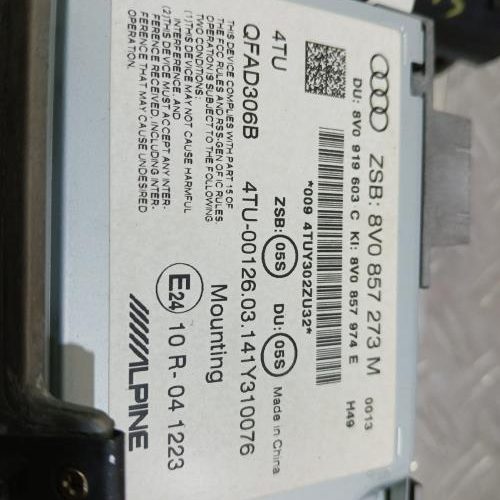 ZSB: 8V0 857 273 M 0013
DU: 8V0 919 603 C KI: 8V0 857 974 E H49
*009 4TUY302ZU32*
4TU
ZSB: 05S DU: 05S Made in China
QFAD306B 4TU-00126.03.141Y310076
THIS DEVICE COMPLIES WITH PART 15 OF
THE FCC RULES AND RSS-GEN OF IC RULES
OPERATION IS SUBJECT TO THE FOLLOWING
TWO CONDITIONS:
(1)THIS DEVICE MAY NOT CAUSE HARMFUL
INTERFERENCE, AND
(2)THIS DEVICE MUST ACCEPT ANY INTER-
FERENCE RECEIVED, INCLUDING INTER-
FERENCE THAT MAY CAUSE UNDESIRED
OPERATION.
Mounting
E24 10 R-04 1223
ALPINE